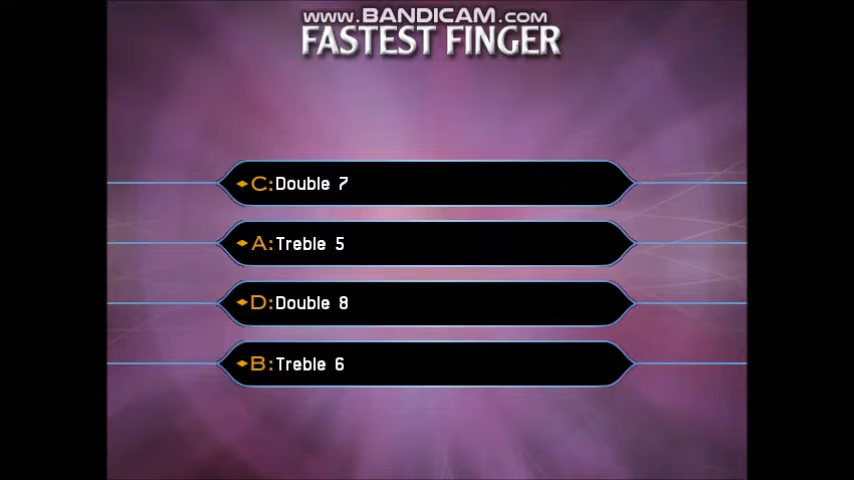 www.BANDICAM.com
FASTEST FINGER
C: Double 7
A: Treble 5
D: Double 8
B: Treble 6